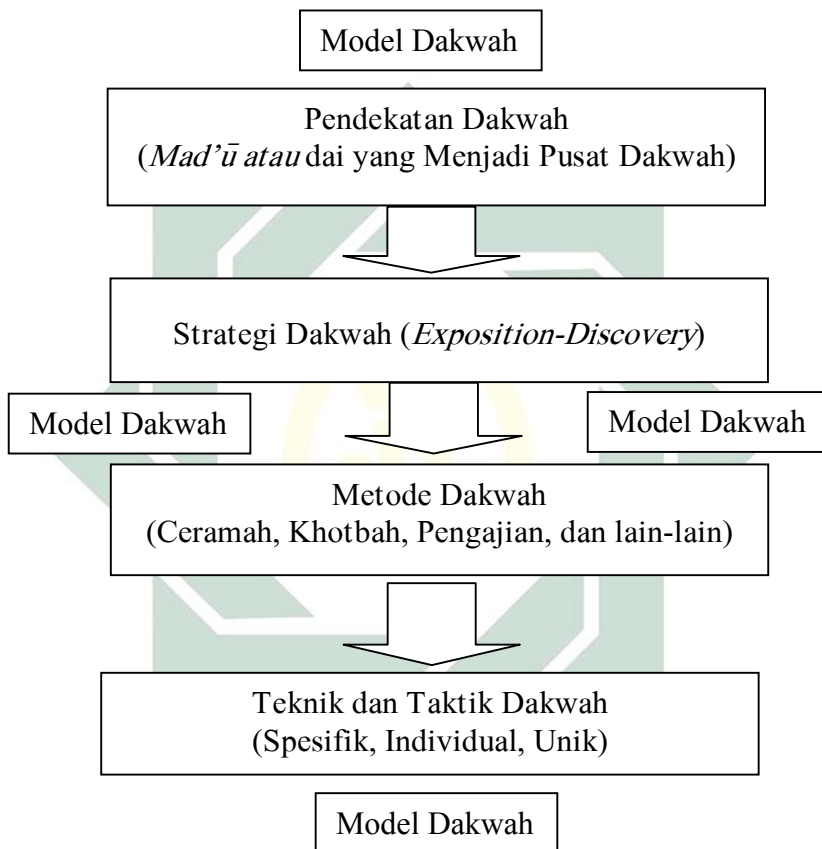 Model Dakwah
Pendekatan Dakwah
(Mad'ū atau dai yang Menjadi Pusat Dakwah)
Strategi Dakwah (Exposition-Discovery)
Model Dakwah
Model Dakwah
Metode Dakwah
(Ceramah, Khotbah, Pengajian, dan lain-lain)
Teknik dan Taktik Dakwah
(Spesifik, Individual, Unik)
Model Dakwah